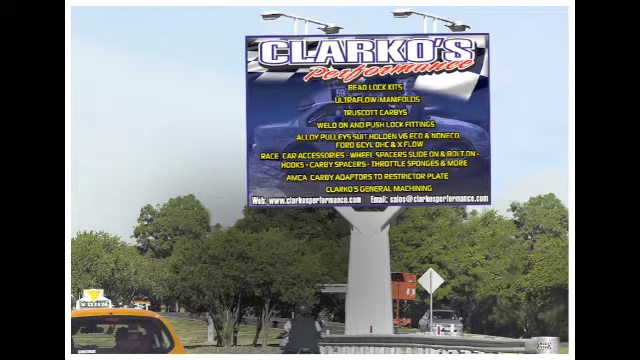 CLARKO'S
Performance
BEAD LOCK KITS
ULTRAFLOW MANIFOLDS
TRUSCOTT CARBYS
WELD ON AND PUSH LOCK FITTINGS
ALLOY PULLEYS SUIT HOLDEN V6 ECO & NONECO,
FORD 6CYL OHC & X FLOW
RACE CAR ACCESSORIES - WHEEL SPACERS SLIDE ON & BOLT ON -
HOOKS - CARBY SPACERS - THROTTLE SPONGES & MORE
AMCA CARBY ADAPTORS TO RESTRICTOR PLATE
CLARKO'S GENERAL MACHINING
Web: www.clarkosperformance.com Email: sales@clarkosperformance.com